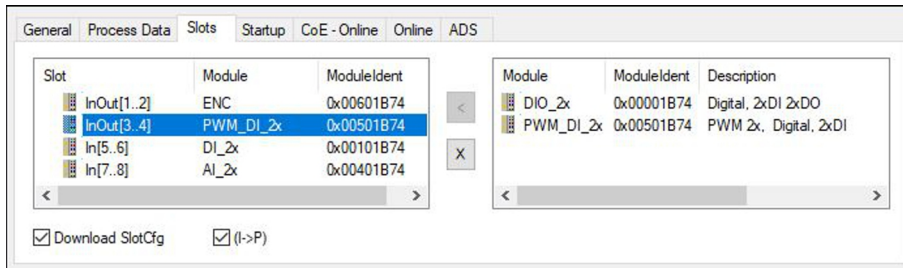 General Process Data Slots Startup CoE - Online Online ADS
Slot Module ModuleIdent
InOut[1..2] ENC 0x00601B74
InOut[3..4] PWM_DI_2x 0x00501B74
In[5..6] DI_2x 0x00101B74
In[7..8] AI_2x 0x00401B74
<
X
Module ModuleIdent Description
DIO_2x 0x00001B74 Digital, 2xDI 2xDO
PWM_DI_2x 0x00501B74 PWM 2x, Digital, 2xDI
Download SlotCfg (I->P)